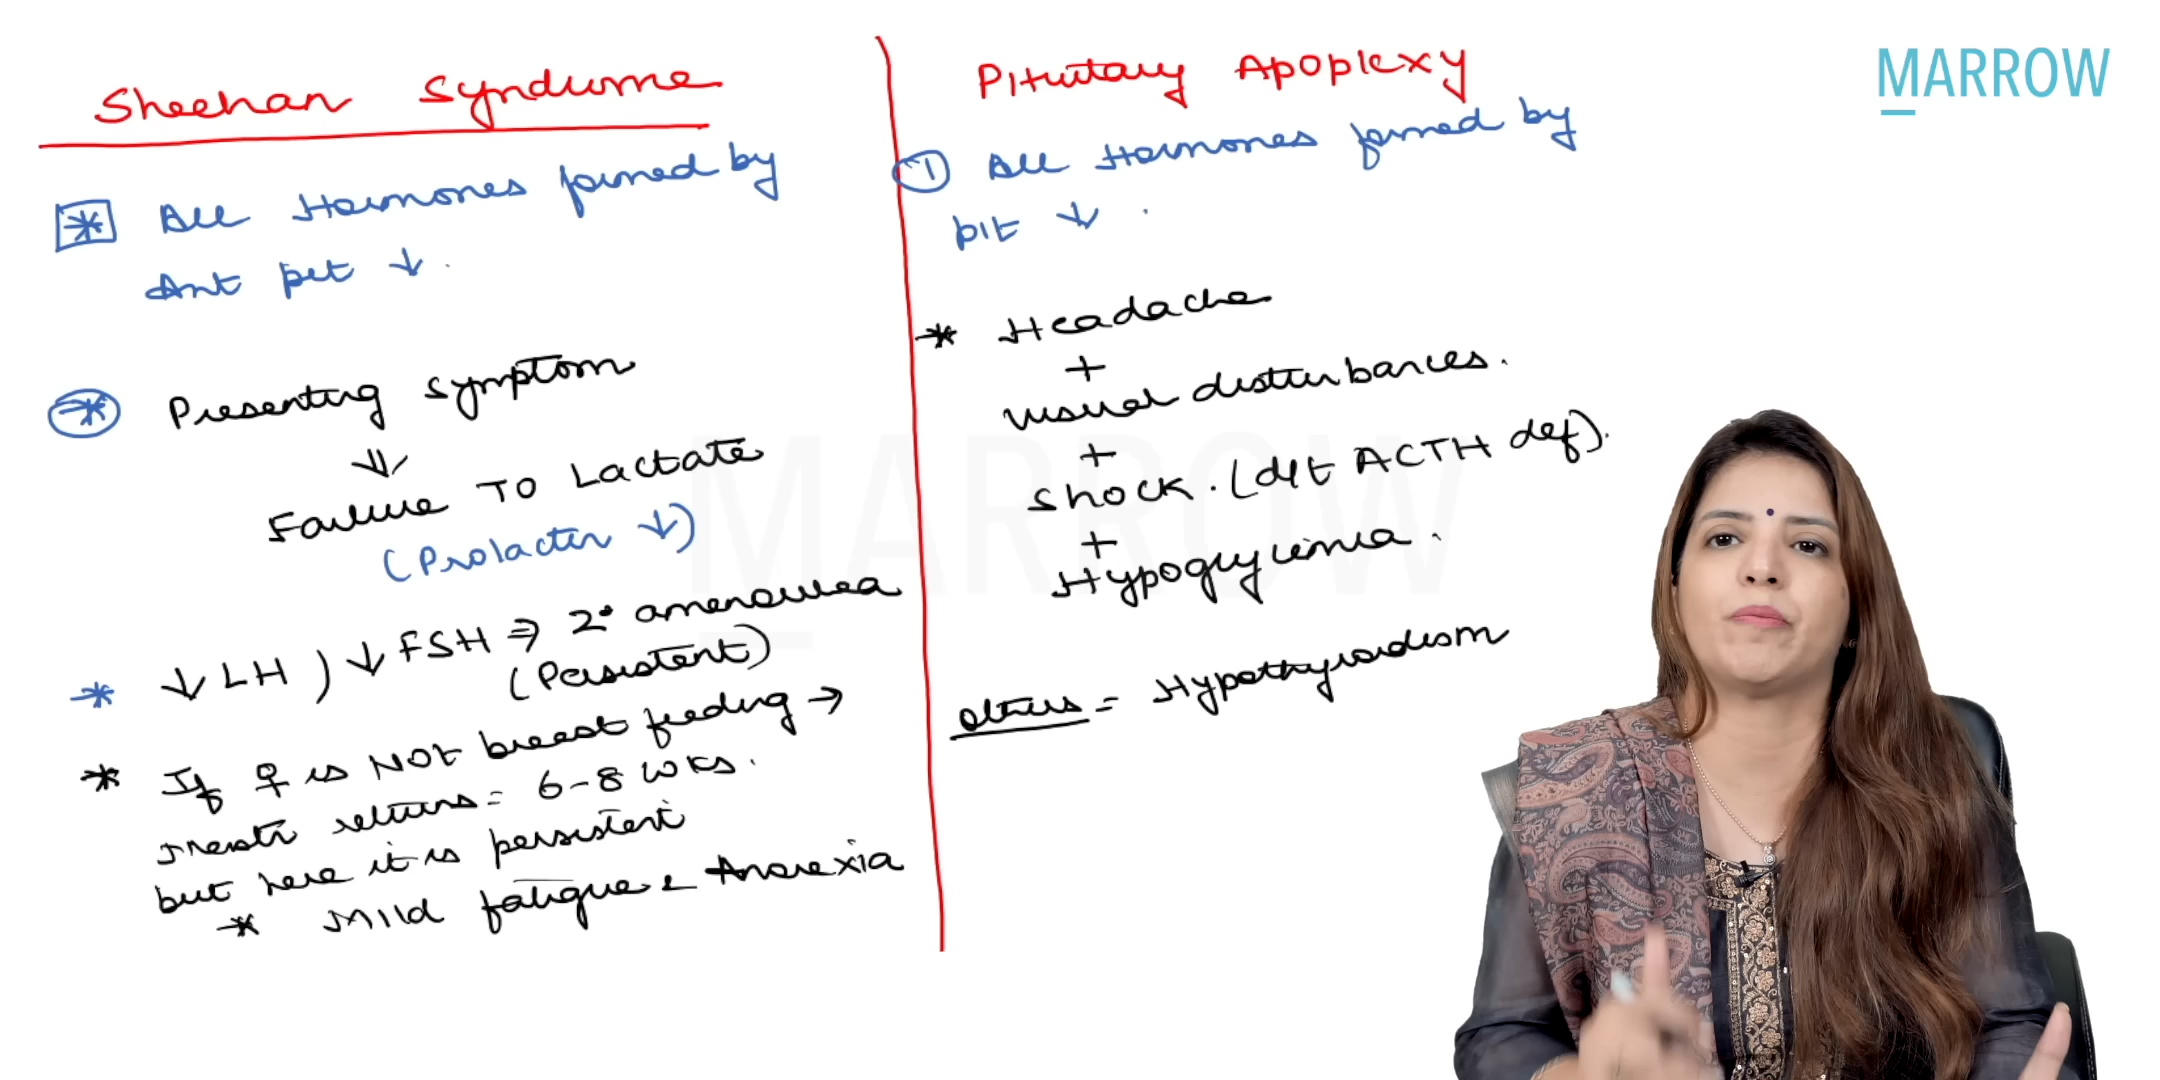 Sheehan Syndrome
* All Hormones formed by
Ant pit ↓.
* Presenting symptom
⇓
Failure TO Lactate
(Prolactin ↓)
* ↓ LH, ↓ FSH ⇒ 2° amenorrhea
(Persistent)
* If ♀ is NOT breast feeding →
menstr returns = 6-8 wks.
but here it is persistent
* Mild fatigue & Anorexia
Pitutary Apoplexy
① All Hormones formed by
pit ↓.
* Headache
+
visual disturbances.
+
Shock. (d/t ACTH def).
+
Hypoglycemia.
others = Hypothyroidism
MARROW
MARROW